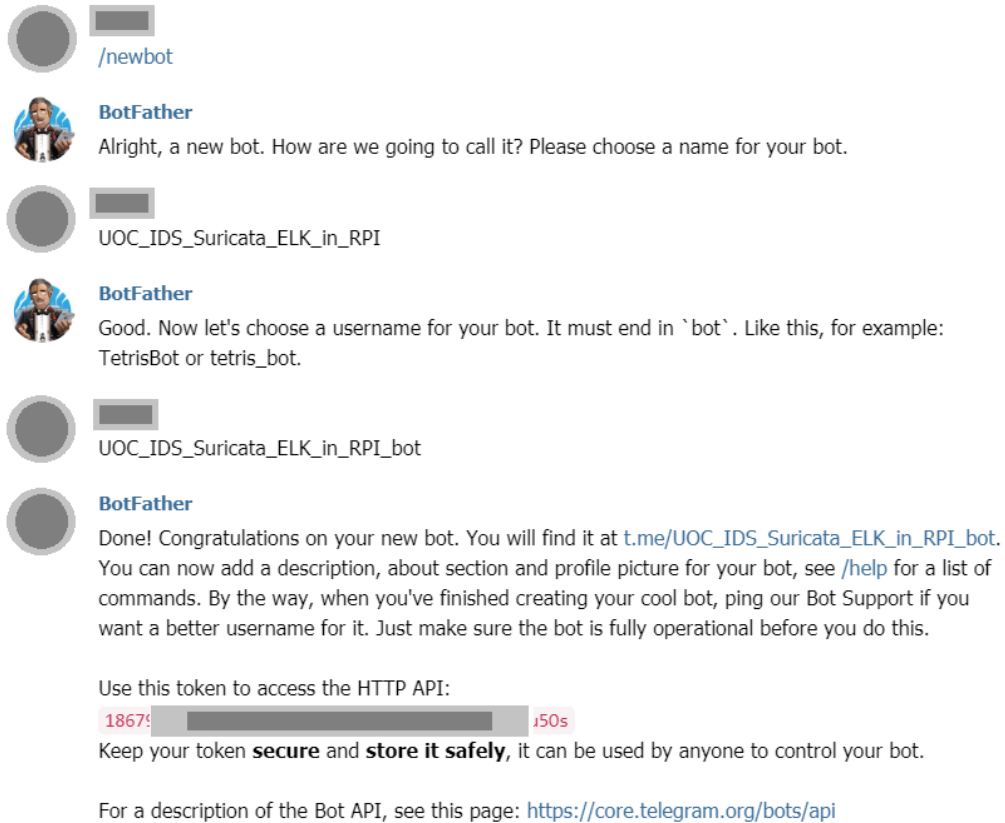 /newbot
BotFather
Alright, a new bot. How are we going to call it? Please choose a name for your bot.
UOC_IDS_Suricata_ELK_in_RPI
BotFather
Good. Now let's choose a username for your bot. It must end in `bot`. Like this, for example:
TetrisBot or tetris_bot.
UOC_IDS_Suricata_ELK_in_RPI_bot
BotFather
Done! Congratulations on your new bot. You will find it at t.me/UOC_IDS_Suricata_ELK_in_RPI_bot.
You can now add a description, about section and profile picture for your bot, see /help for a list of
commands. By the way, when you've finished creating your cool bot, ping our Bot Support if you
want a better username for it. Just make sure the bot is fully operational before you do this.
Use this token to access the HTTP API:
1867 50s
Keep your token secure and store it safely, it can be used by anyone to control your bot.
For a description of the Bot API, see this page: https://core.telegram.org/bots/api